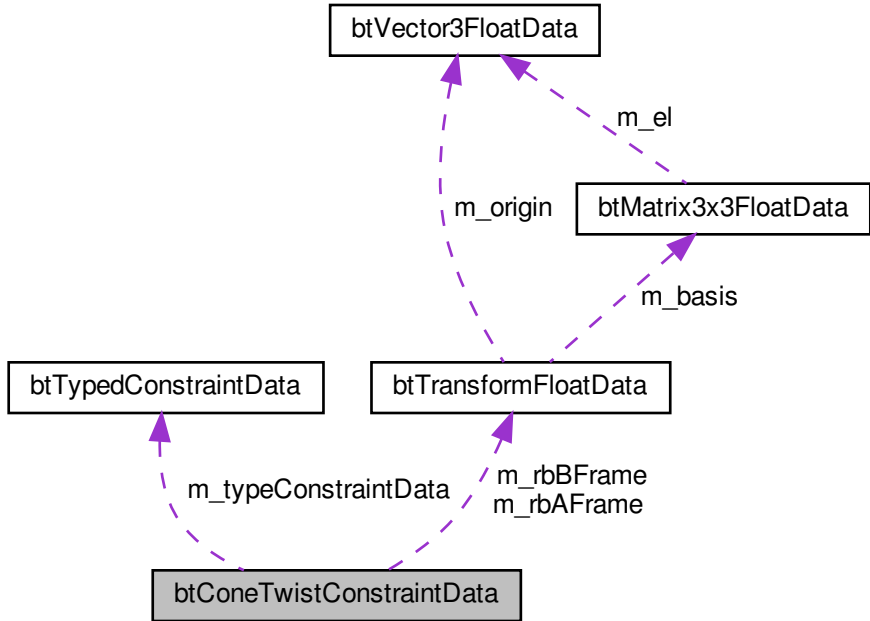 btVector3FloatData
m_el
btMatrix3x3FloatData
m_origin
m_basis
btTypedConstraintData
btTransformFloatData
m_typeConstraintData
m_rbBFrame
m_rbAFrame
btConeTwistConstraintData